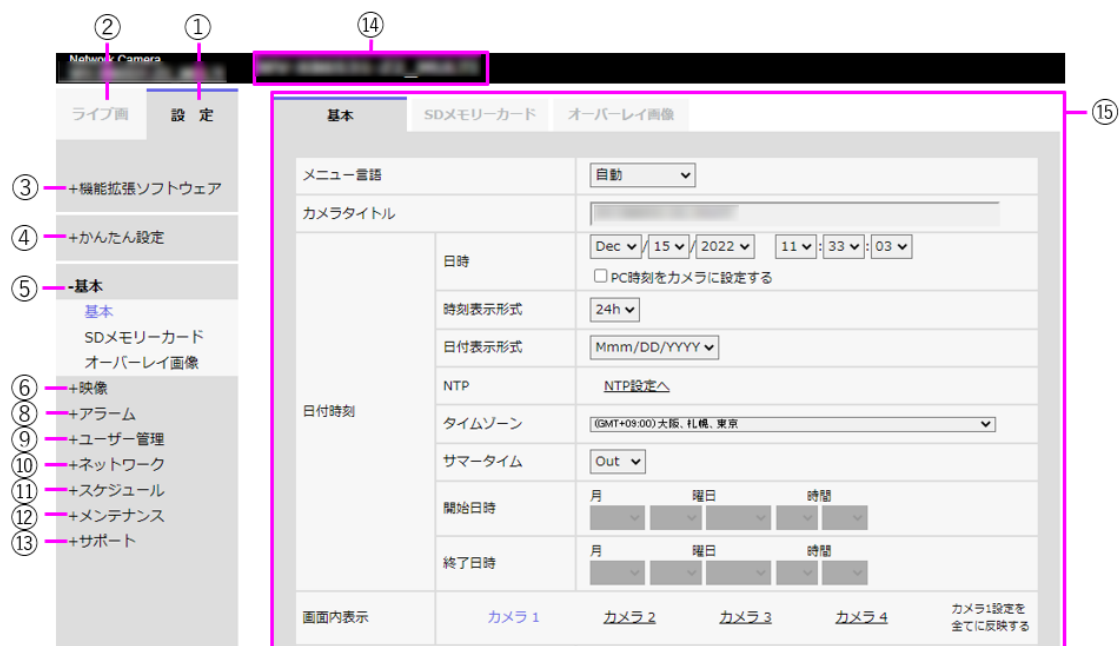 ② ① ⑭
Network Camera
ライブ画 設 定
基本 SDメモリーカード オーバーレイ画像 ⑮
③ +機能拡張ソフトウェア
④ +かんたん設定
⑤ -基本
基本
SDメモリーカード
オーバーレイ画像
⑥ +映像
⑧ +アラーム
⑨ +ユーザー管理
⑩ +ネットワーク
⑪ +スケジュール
⑫ +メンテナンス
⑬ +サポート
メニュー言語 自動
カメラタイトル
日付時刻
日時 Dec / 15 / 2022 11 : 33 : 03
PC時刻をカメラに設定する
時刻表示形式 24h
日付表示形式 Mmm/DD/YYYY
NTP NTP設定へ
タイムゾーン (GMT+09:00)大阪、札幌、東京
サマータイム Out
開始日時 月 曜日 時間
終了日時 月 曜日 時間
画面内表示 カメラ1 カメラ2 カメラ3 カメラ4 カメラ1設定を
全てに反映する